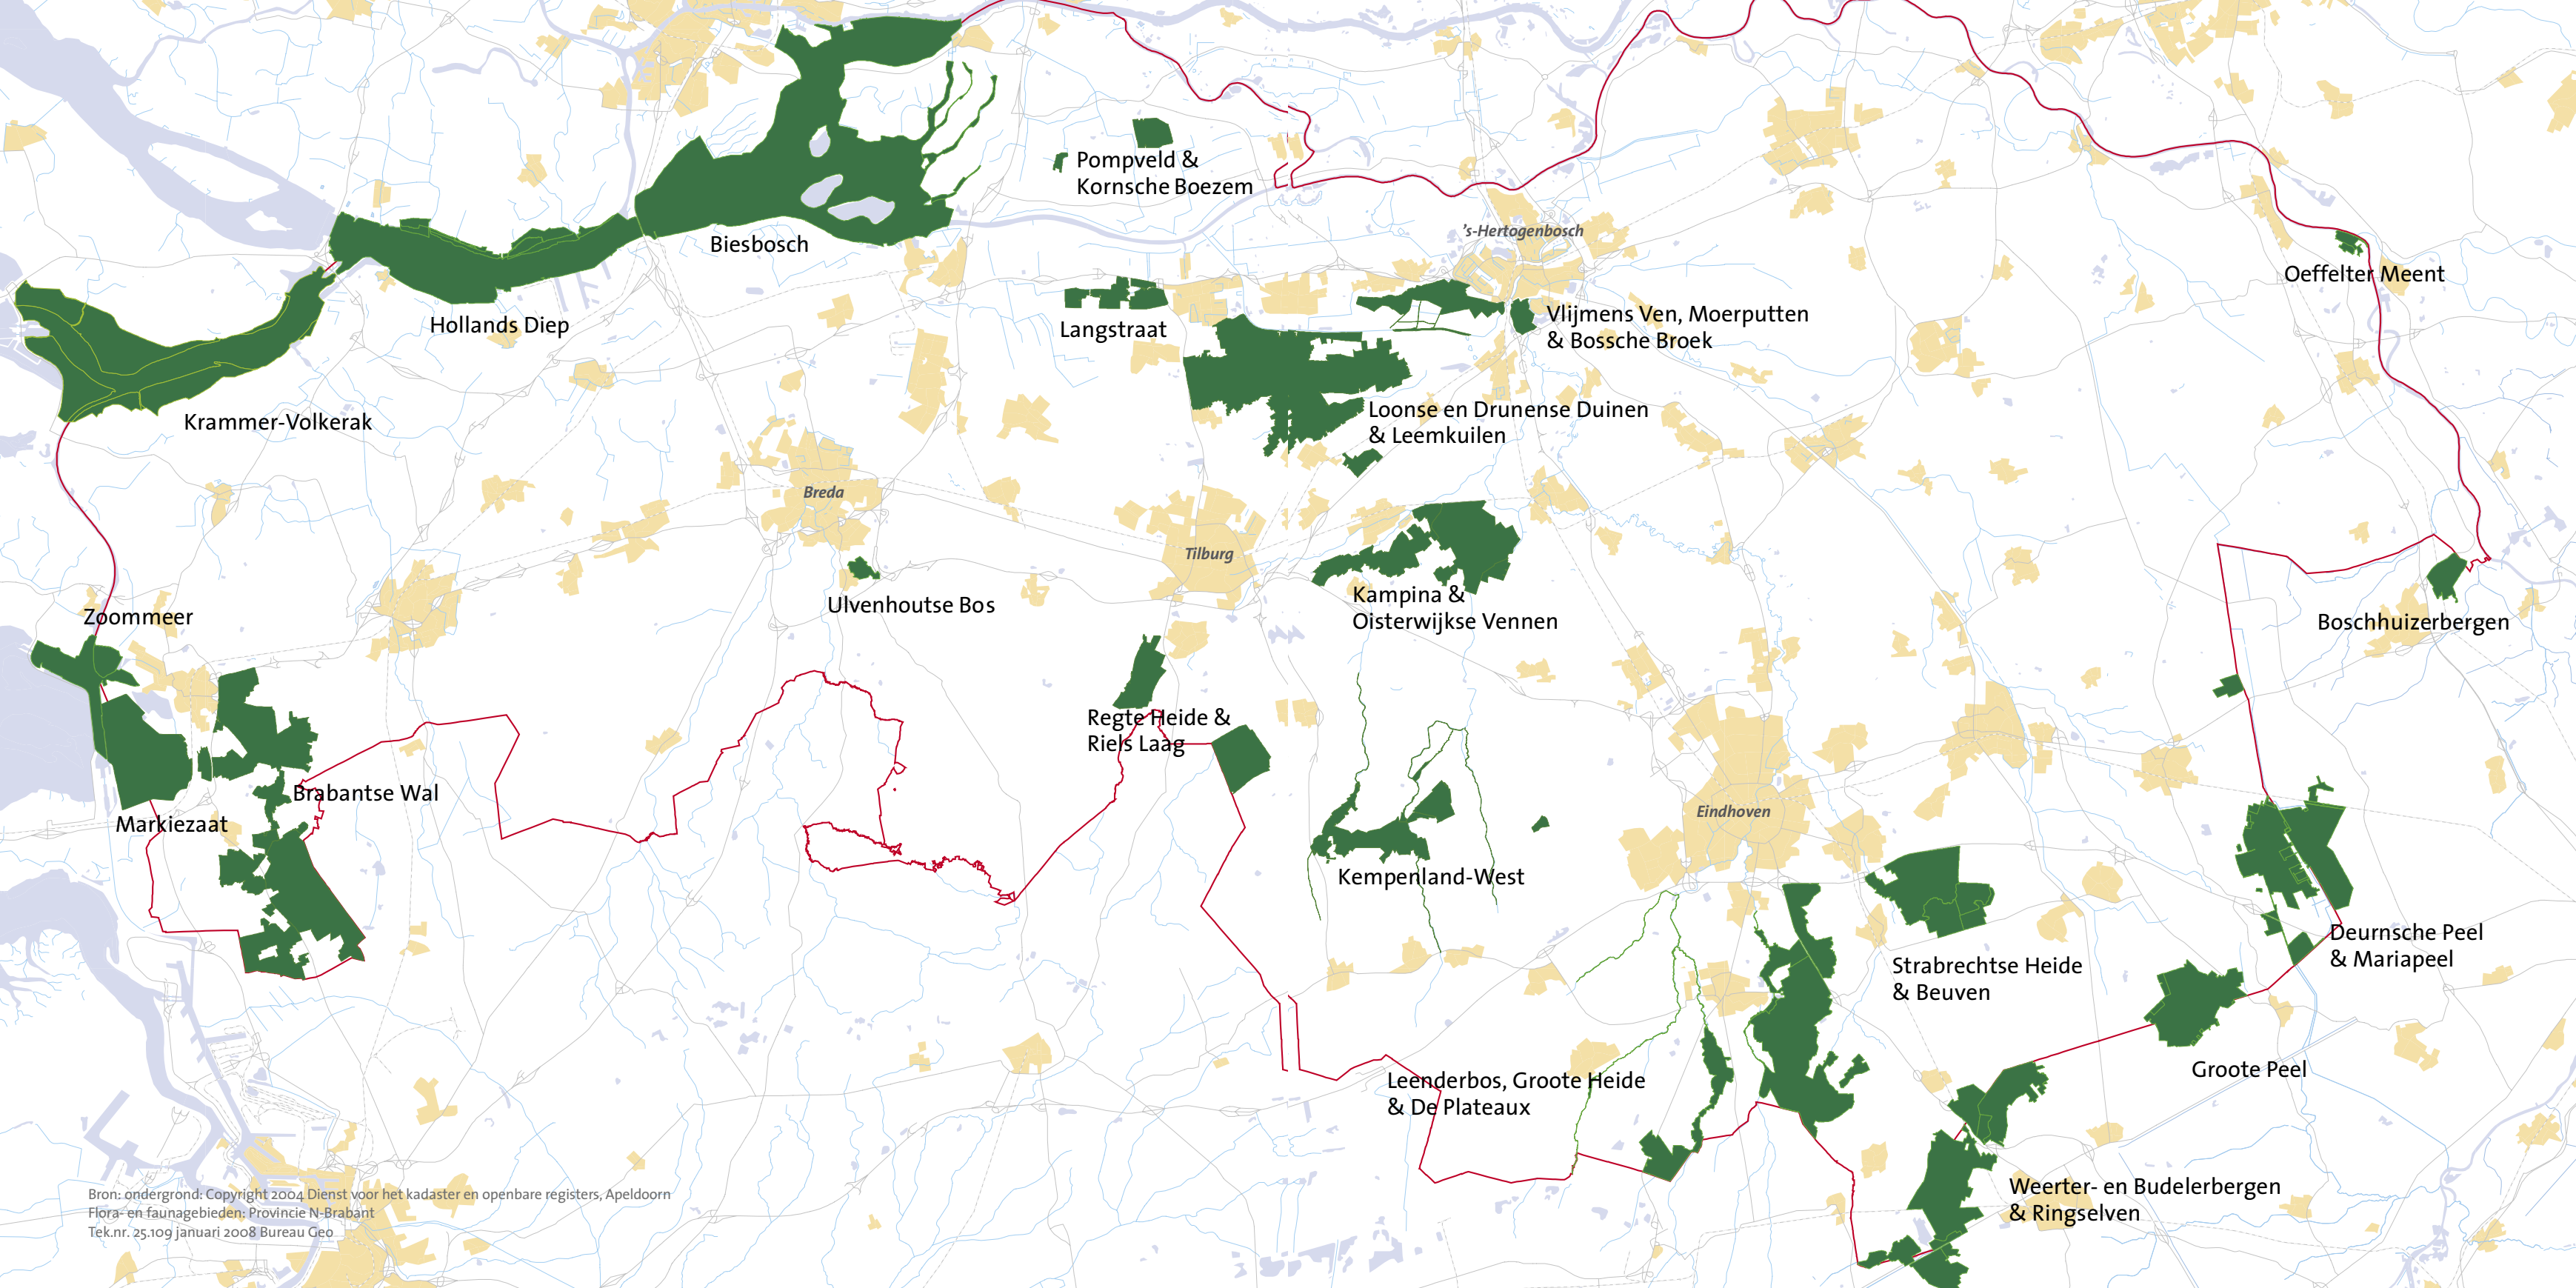 Pompveld &
Kornsche Boezem
's-Hertogenbosch
Biesbosch
Oeffelter Meent
Hollands Diep
Langstraat
Vlijmens Ven, Moerputten
& Bossche Broek
Krammer-Volkerak
Loonse en Drunense Duinen
& Leemkuilen
Breda
Tilburg
Ulvenhoutse Bos
Kampina &
Oisterwijkse Vennen
Zoommeer
Boschhuizerbergen
Regte Heide &
Riels Laag
Brabantse Wal
Markiezaat
Eindhoven
Kempenland-West
Deurnsche Peel
& Mariapeel
Strabrechtse Heide
& Beuven
Groote Peel
Leenderbos, Groote Heide
& De Plateaux
Weerter- en Budelerbergen
& Ringselven
Bron: ondergrond: Copyright 2004 Dienst voor het kadaster en openbare registers, Apeldoorn
Flora- en faunagebieden: Provincie N-Brabant
Tek.nr. 25.109 januari 2008 Bureau Geo